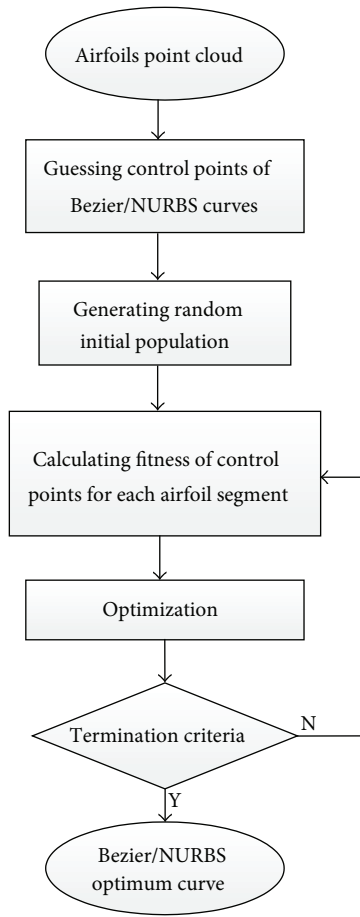 Airfoils point cloud
Guessing control points of
Bezier/NURBS curves
Generating random
initial population
Calculating fitness of control
points for each airfoil segment
Optimization
Termination criteria
N
Y
Bezier/NURBS
optimum curve